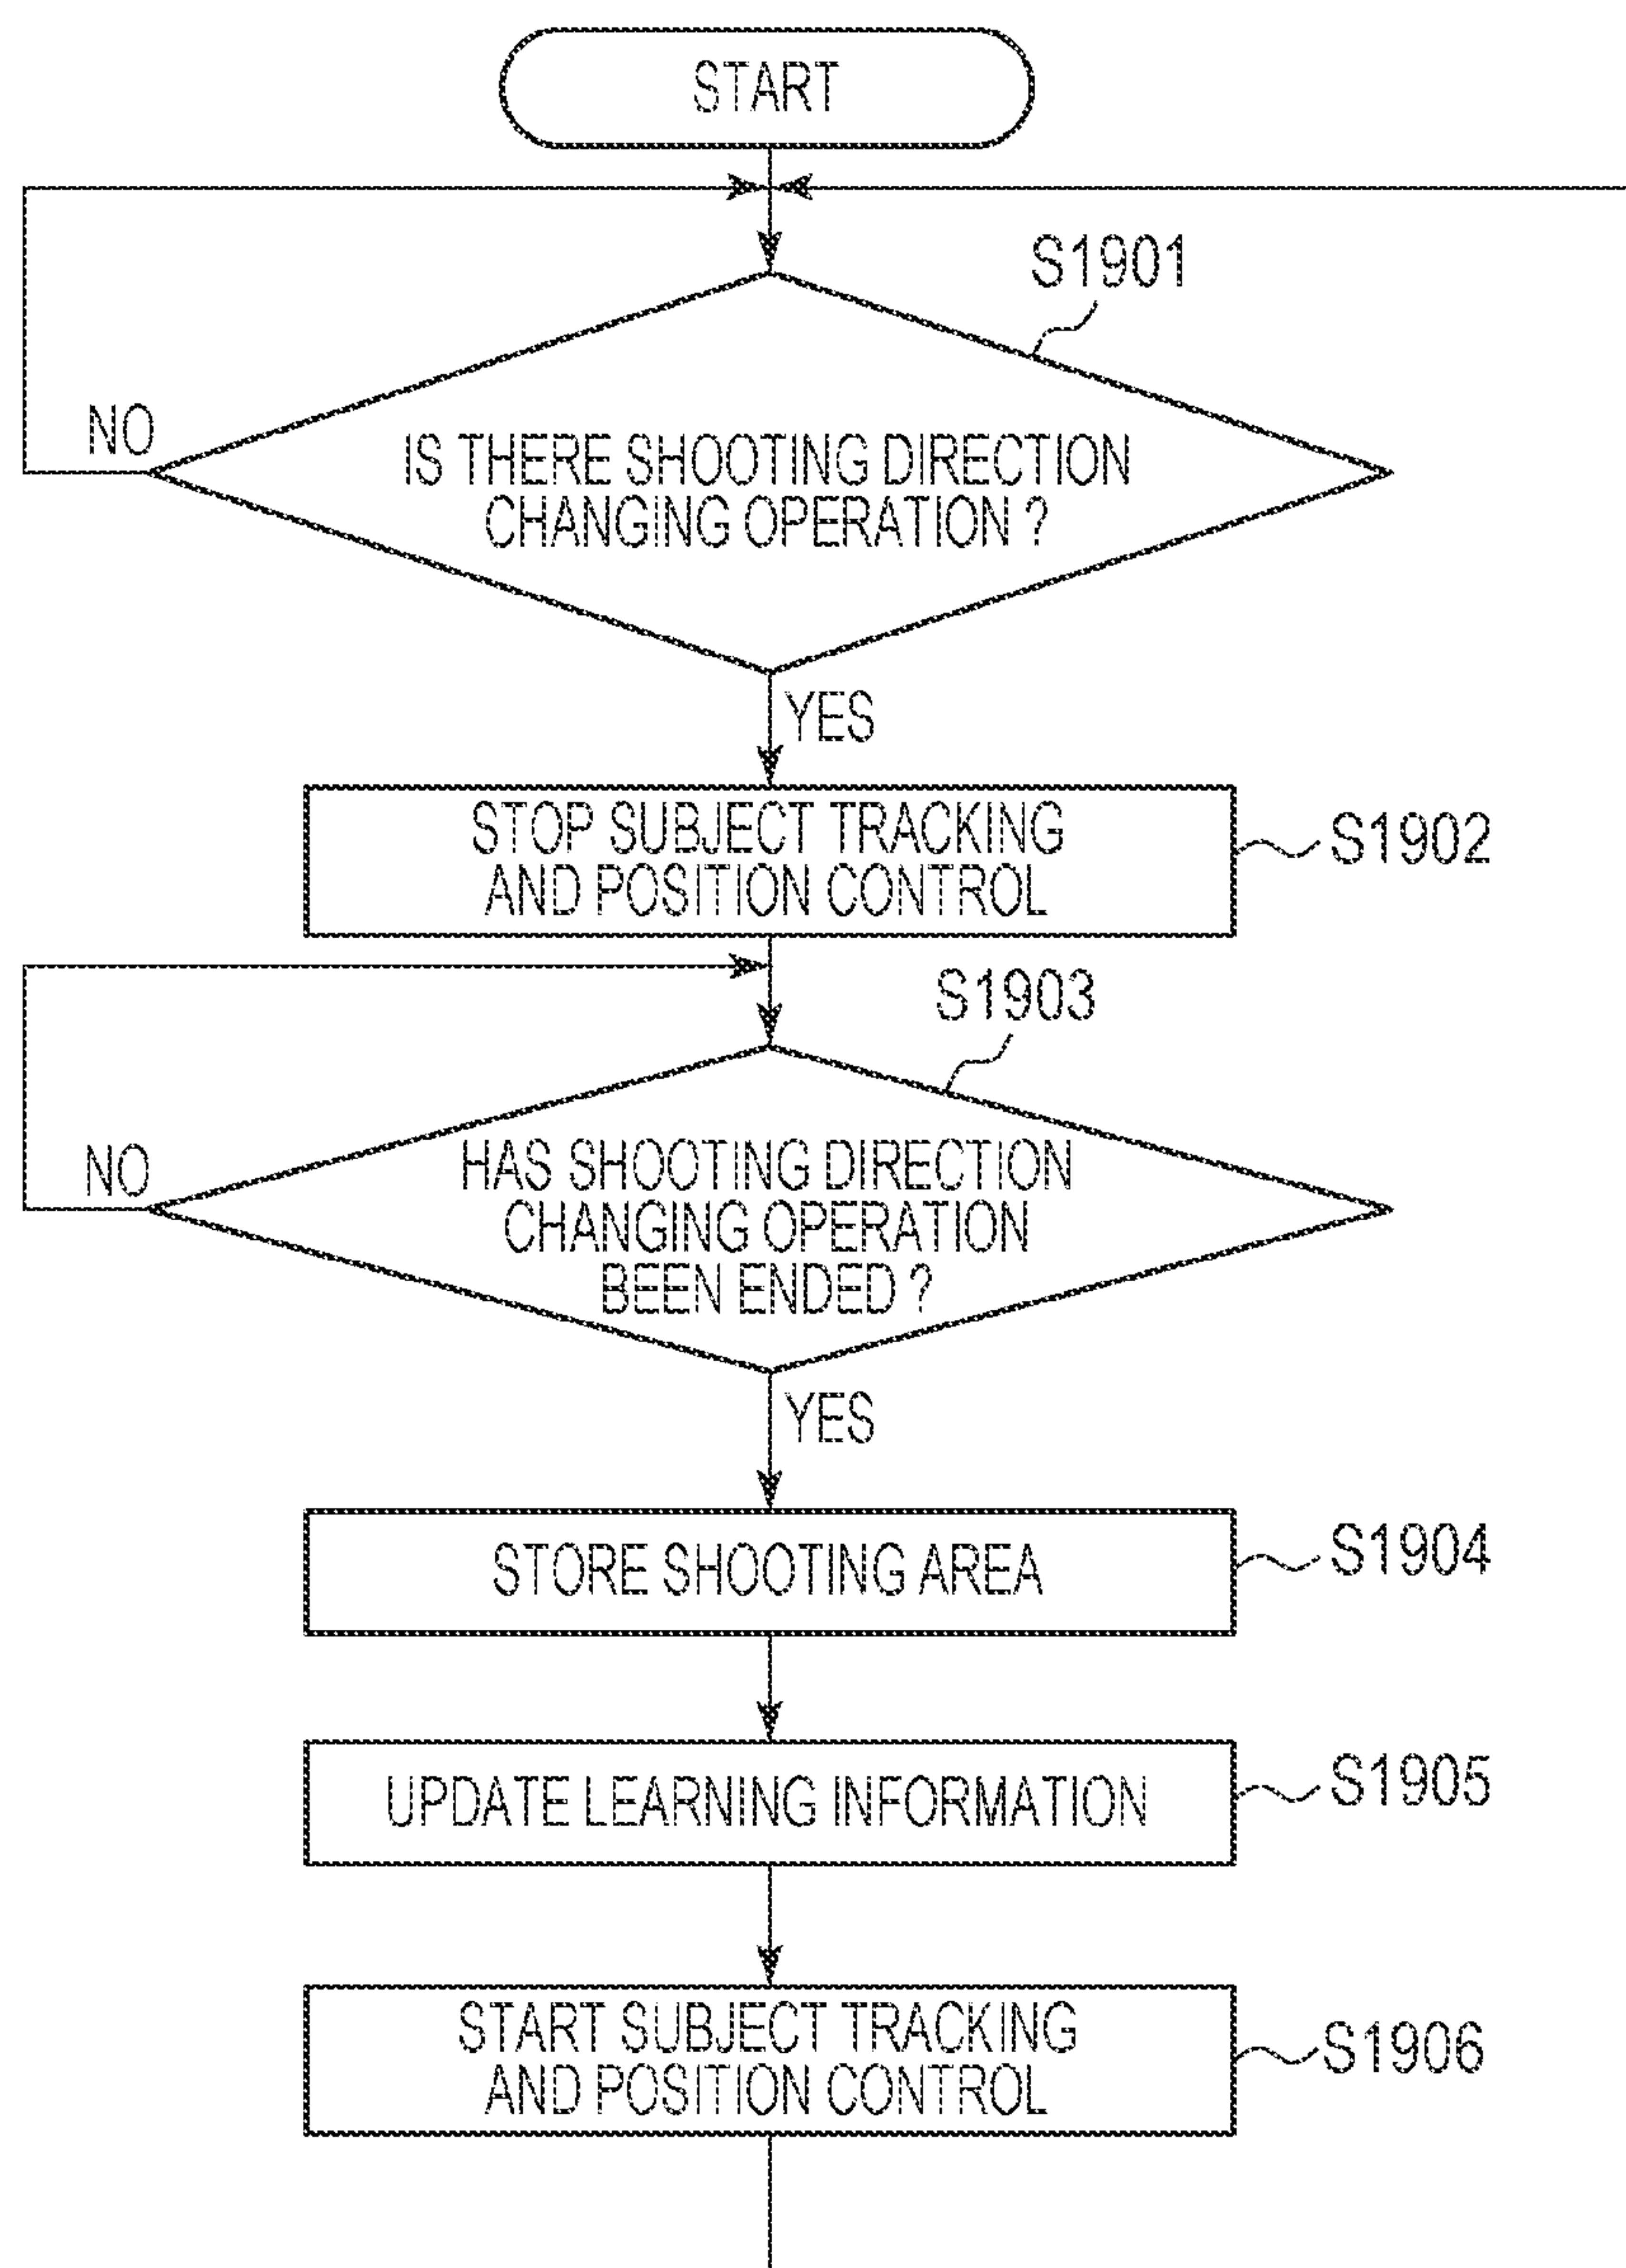 START
S1901
NO
IS THERE SHOOTING DIRECTION
CHANGING OPERATION ?
YES
STOP SUBJECT TRACKING
AND POSITION CONTROL
S1902
S1903
NO
HAS SHOOTING DIRECTION
CHANGING OPERATION
BEEN ENDED ?
YES
STORE SHOOTING AREA
S1904
UPDATE LEARNING INFORMATION
S1905
START SUBJECT TRACKING
AND POSITION CONTROL
S1906